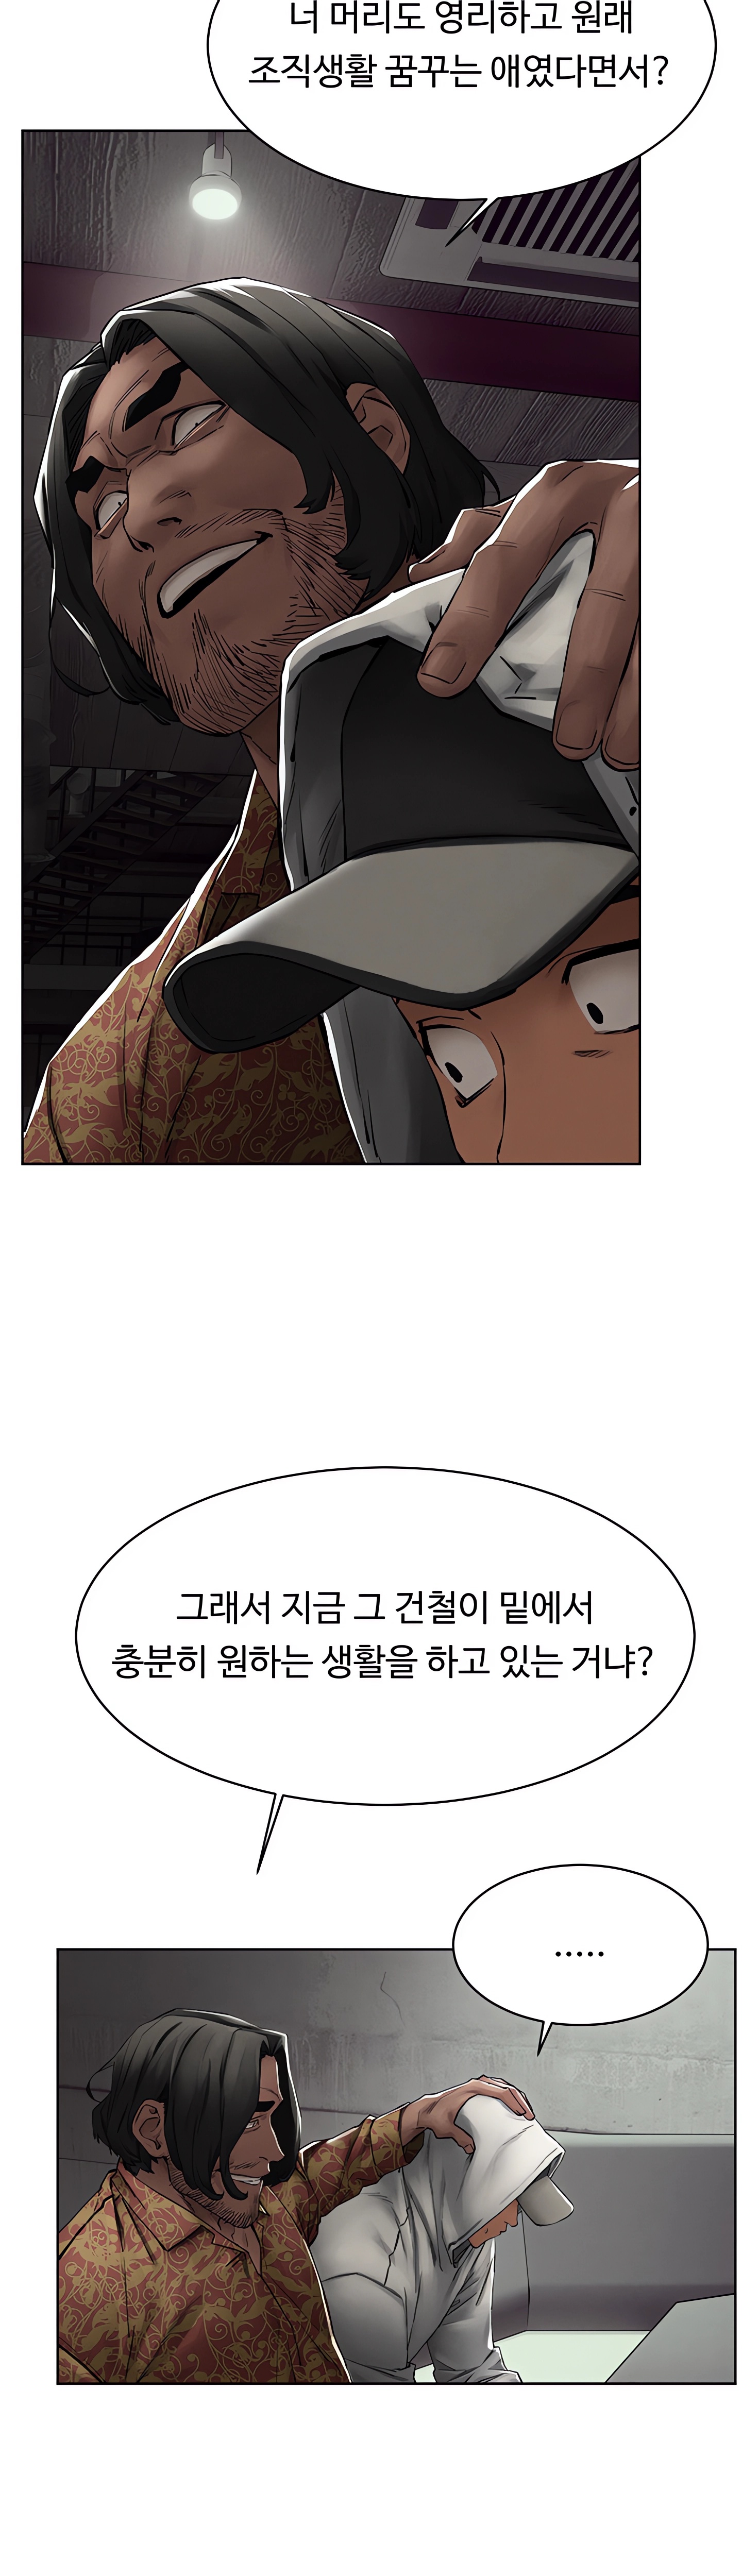 너 머리도 영리하고 원래
조직생활 꿈꾸는 애였다면서?
그래서 지금 그 건철이 밑에서
충분히 원하는 생활을 하고 있는 거냐?
.....